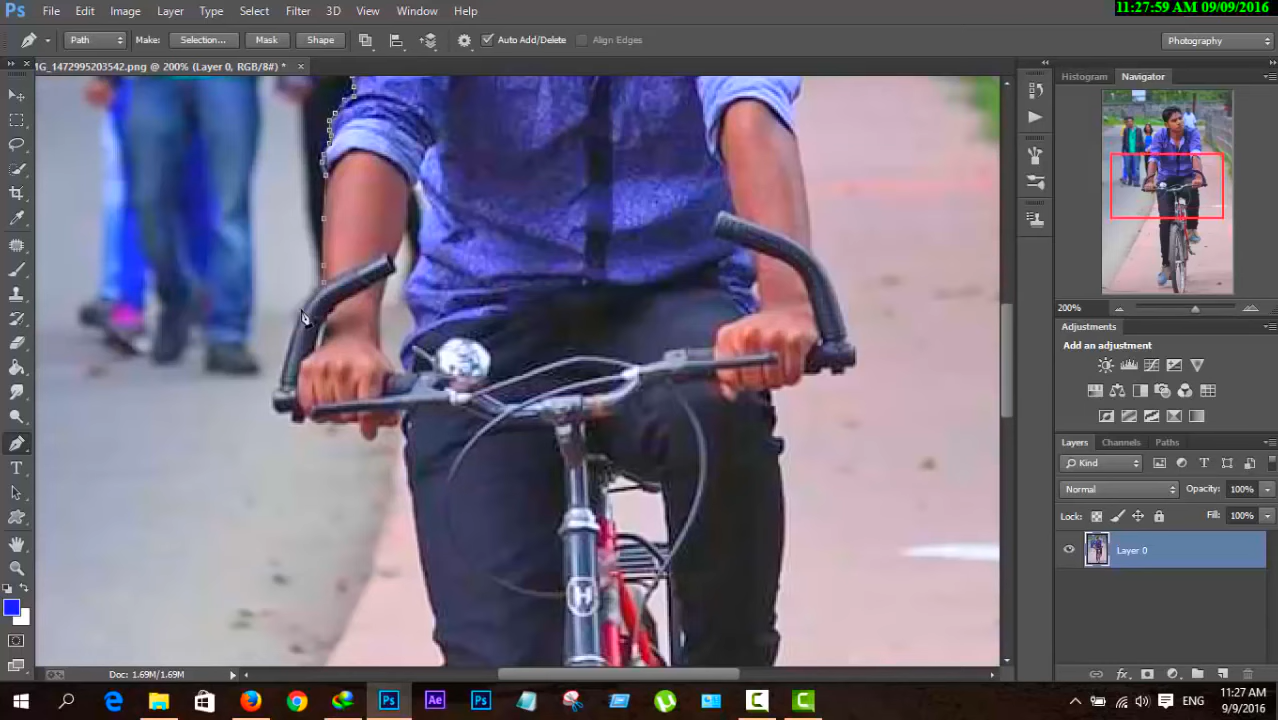 11:27:59 AM 09/09/2016
Ps File Edit Image Layer Type Select Filter 3D View Window Help
Path Make: Selection... Mask Shape Auto Add/Delete Align Edges Photography
IG_1472995203542.png @ 200% (Layer 0, RGB/8#) * ×
Histogram Navigator
200%
Adjustments
Add an adjustment
Layers Channels Paths
Kind
Normal Opacity: 100%
Lock: Fill: 100%
Layer 0
T
H
Doc: 1.69M/1.69M
Ps Ae Ps ENG
11:27 AM
9/9/2016